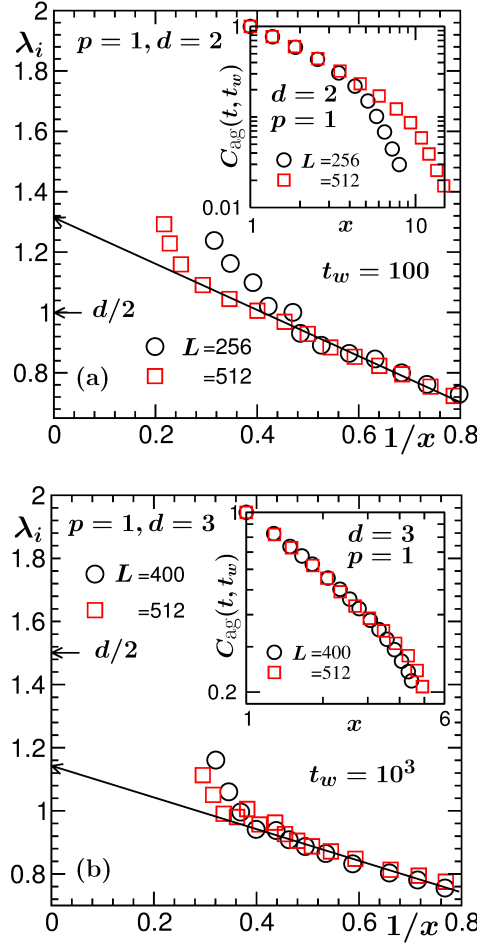 2
λᵢ
p = 1, d = 2
1.8
1.6
1.4
1.2
1
0.8
1
C_ag(t, t_w)
d = 2
p = 1
L =256
=512
0.01
1
x
10
t_w = 100
d/2
L =256
=512
(a)
0
0.2
0.4
0.6
1/x
0.8
2
λᵢ
p = 1, d = 3
1.8
1.6
1.4
1.2
1
0.8
L =400
=512
d/2
1
C_ag(t, t_w)
d = 3
p = 1
L =400
=512
0.2
1
x
6
t_w = 10³
(b)
0
0.2
0.4
0.6
1/x
0.8